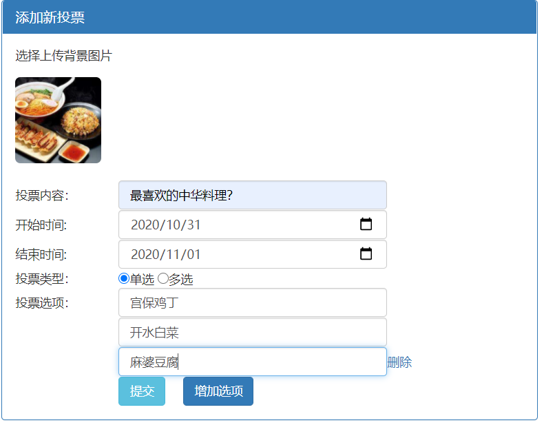 添加新投票
选择上传背景图片
投票内容：
最喜欢的中华料理？
开始时间:
2020/10/31
结束时间:
2020/11/01
投票类型：
单选 多选
投票选项：
宫保鸡丁
开水白菜
麻婆豆腐
删除
提交
增加选项